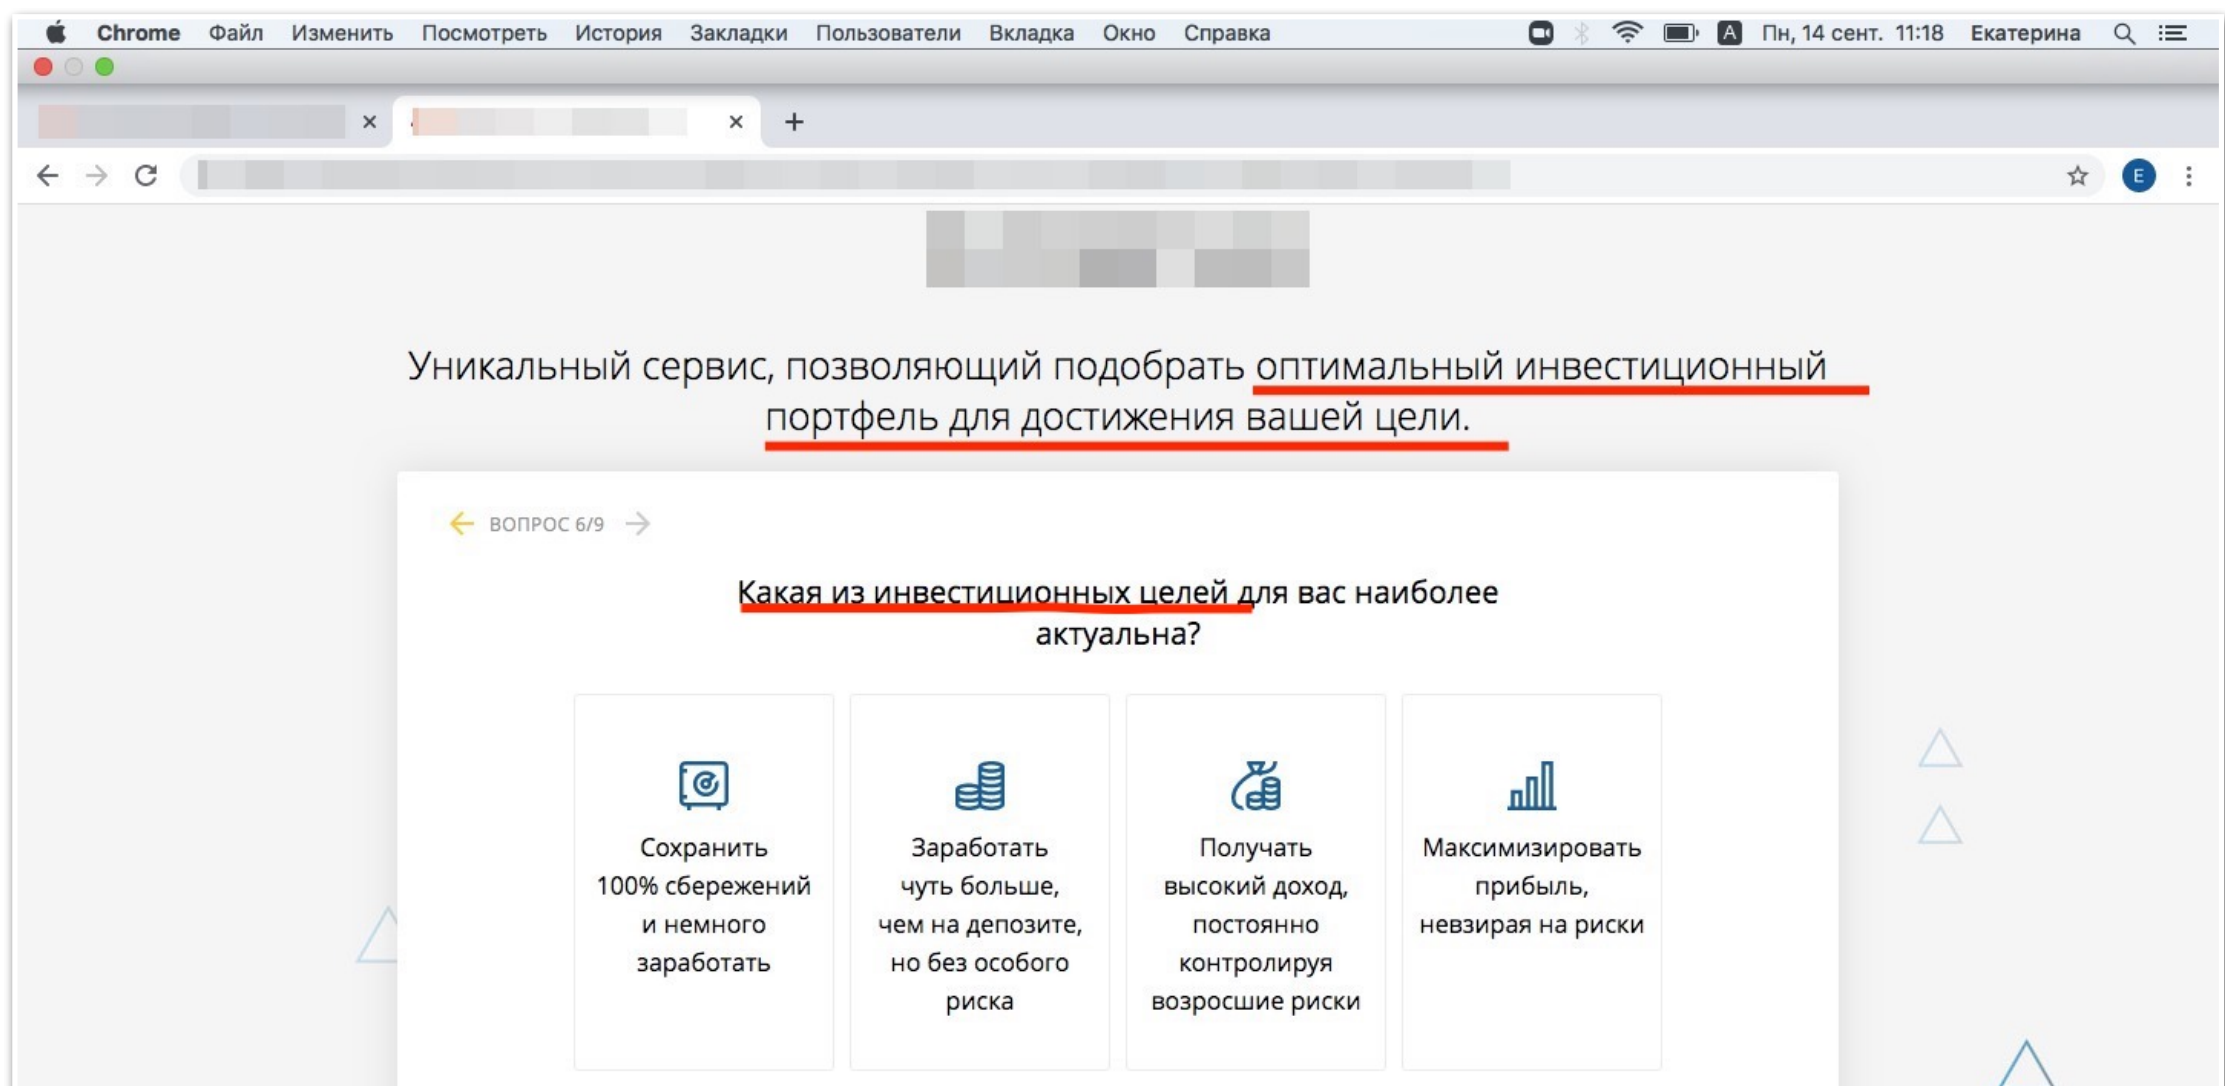 Chrome Файл Изменить Посмотреть История Закладки Пользователи Вкладка Окно Справка A Пн, 14 сент. 11:18 Екатерина
E
Уникальный сервис, позволяющий подобрать оптимальный инвестиционный
портфель для достижения вашей цели.
ВОПРОС 6/9
Какая из инвестиционных целей для вас наиболее
актуальна?
Сохранить
100% сбережений
и немного
заработать
Заработать
чуть больше,
чем на депозите,
но без особого
риска
Получать
высокий доход,
постоянно
контролируя
возросшие риски
Максимизировать
прибыль,
невзирая на риски